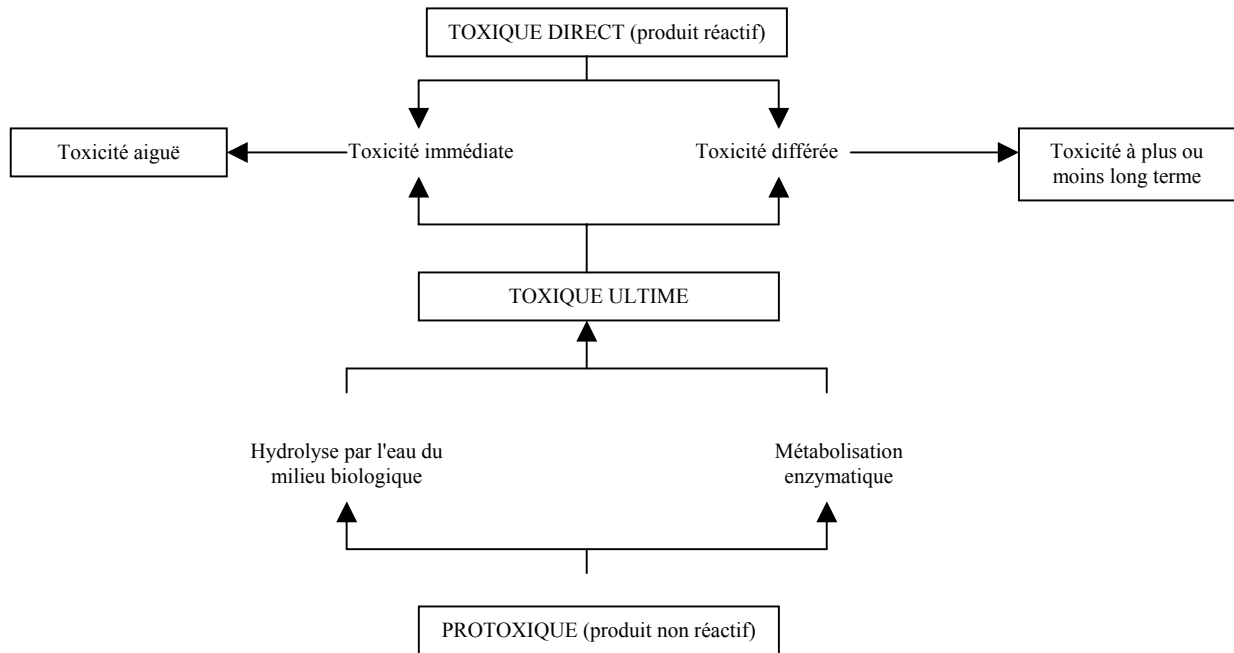 TOXIQUE DIRECT (produit réactif)
Toxicité aiguë
Toxicité immédiate
Toxicité différée
Toxicité à plus ou
moins long terme
TOXIQUE ULTIME
Hydrolyse par l'eau du
milieu biologique
Métabolisation
enzymatique
PROTOXIQUE (produit non réactif)